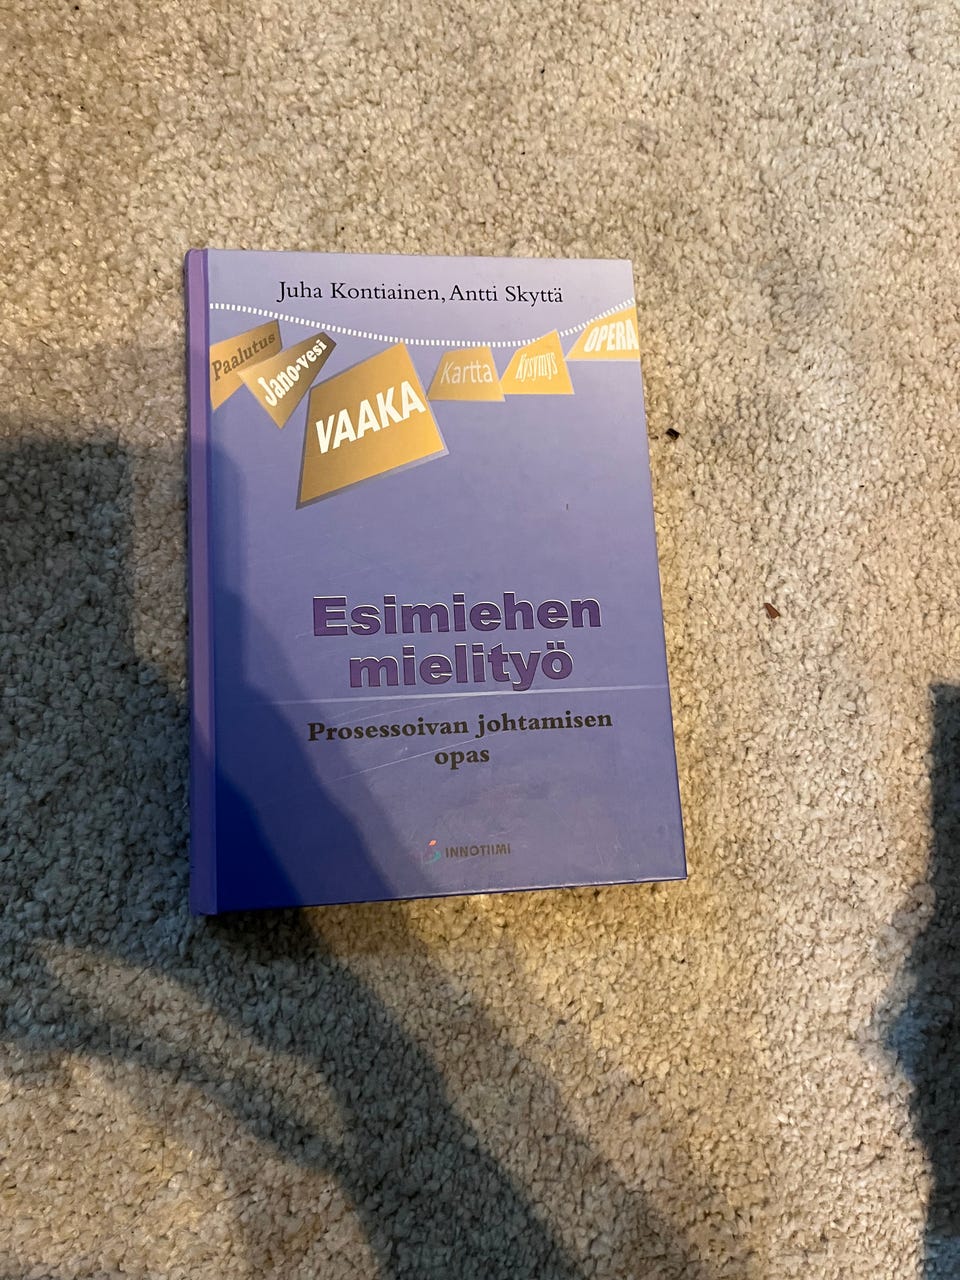 Juha Kontiainen, Antti Skyttä
Paalutus
Jano-vesi
VAAKA
Kartta
Kysymys
OPERA
Esimiehen
mielityö
Prosessoivan johtamisen
opas
INNOTIIMI